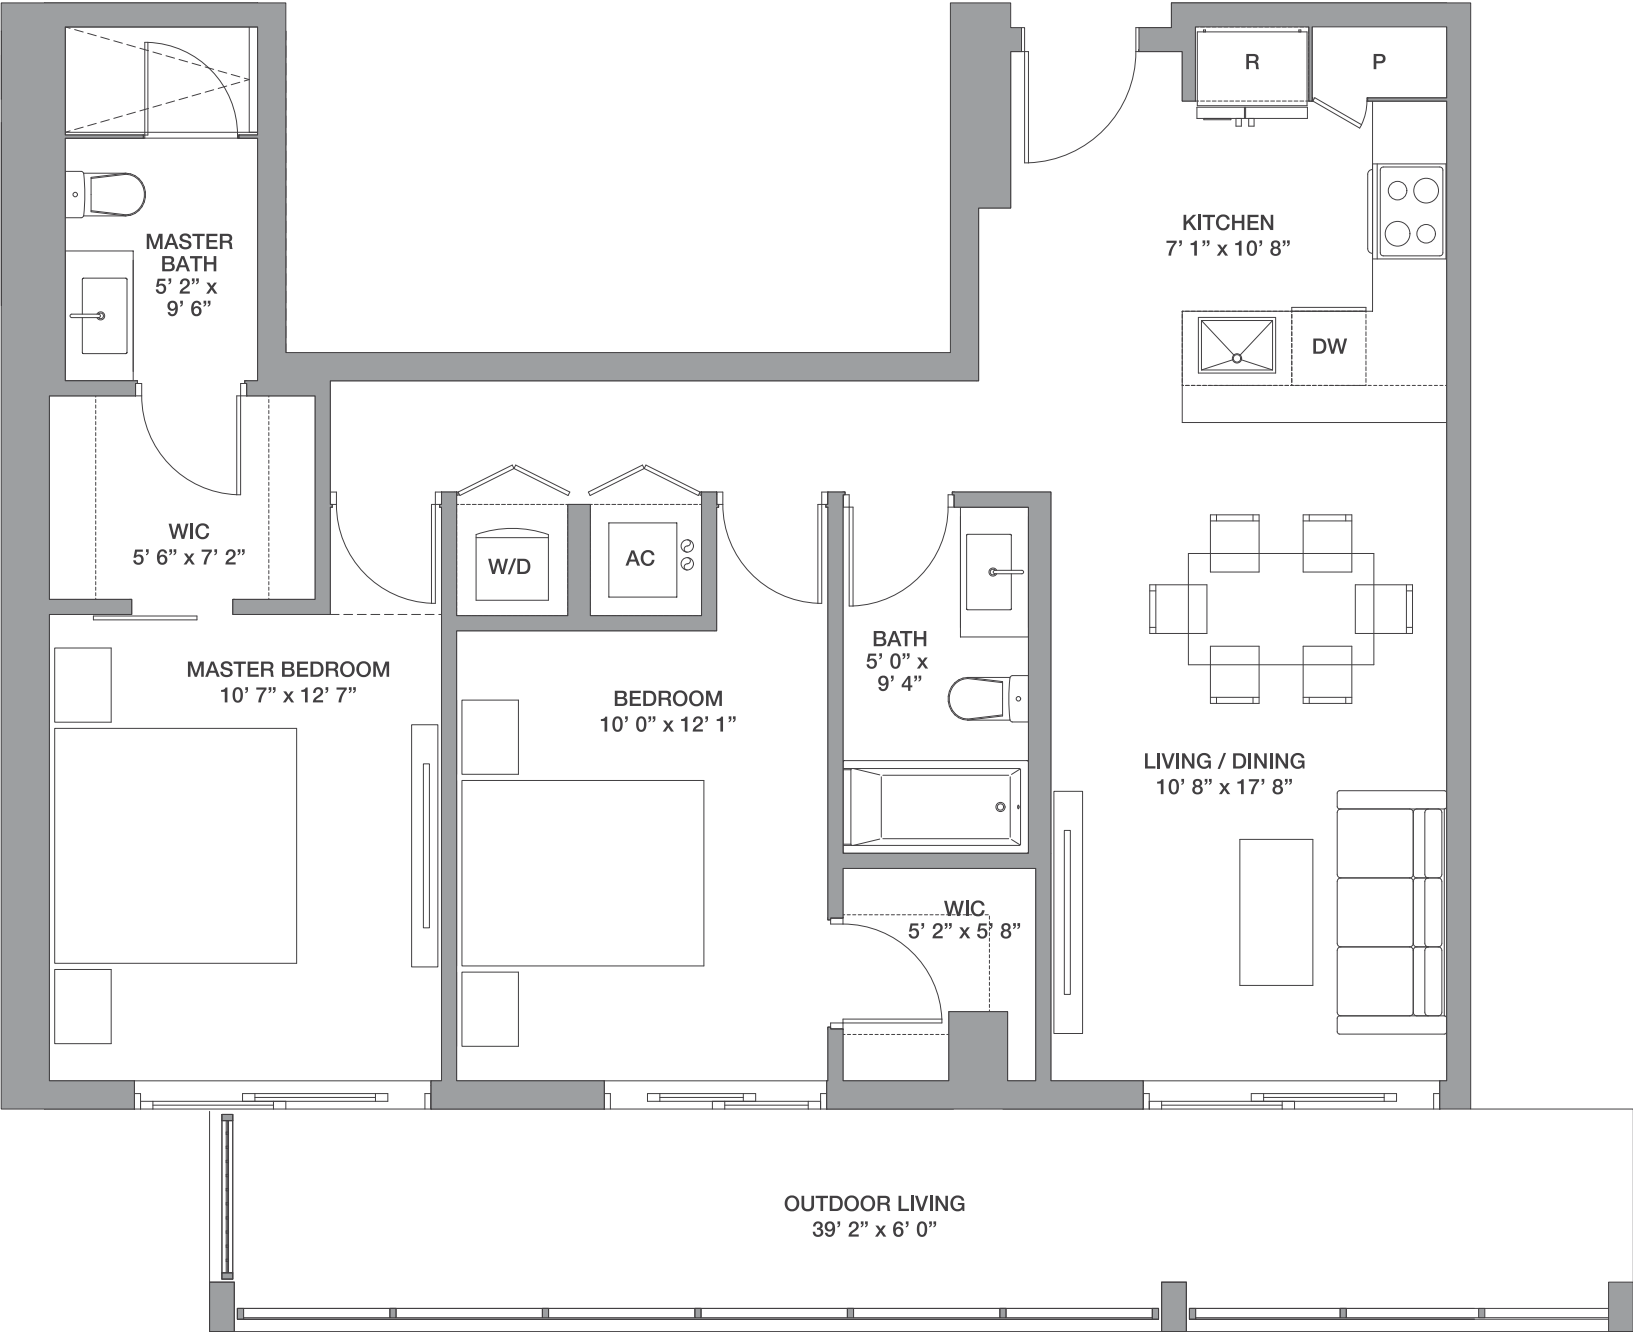 R
P
KITCHEN
7’ 1” x 10’ 8”
DW
MASTER
BATH
5’ 2” x
9’ 6”
WIC
5’ 6” x 7’ 2”
W/D
AC
MASTER BEDROOM
10’ 7” x 12’ 7”
BEDROOM
10’ 0” x 12’ 1”
BATH
5’ 0” x
9’ 4”
LIVING / DINING
10’ 8” x 17’ 8”
WIC
5’ 2” x 5’ 8”
OUTDOOR LIVING
39’ 2” x 6’ 0”